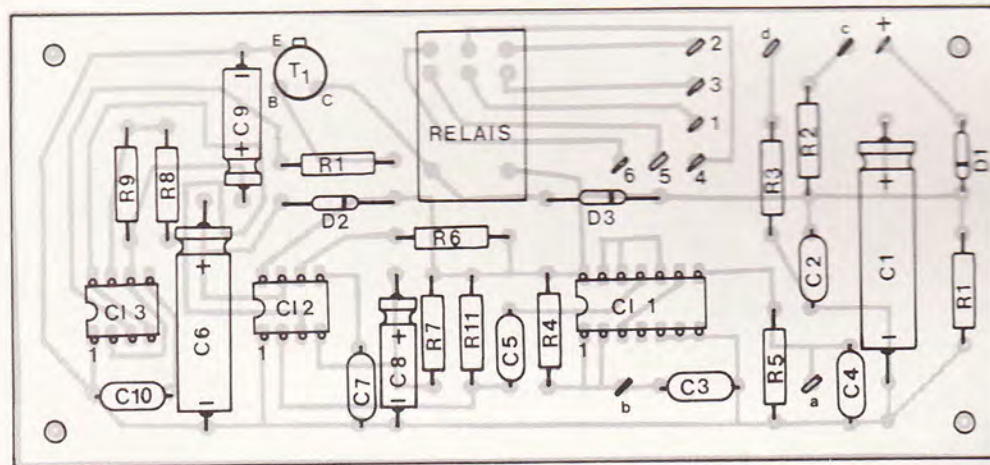 E
T1
B
C
C9
R9
R8
R1
D2
RELAIS
2
3
1
6
5
4
d
c
+
R3
R2
D1
D3
C2
C1
R1
R6
CI 3
1
C6
CI 2
1
C8
R7
R11
C5
R4
CI 1
1
C10
C7
b
C3
R5
a
C4